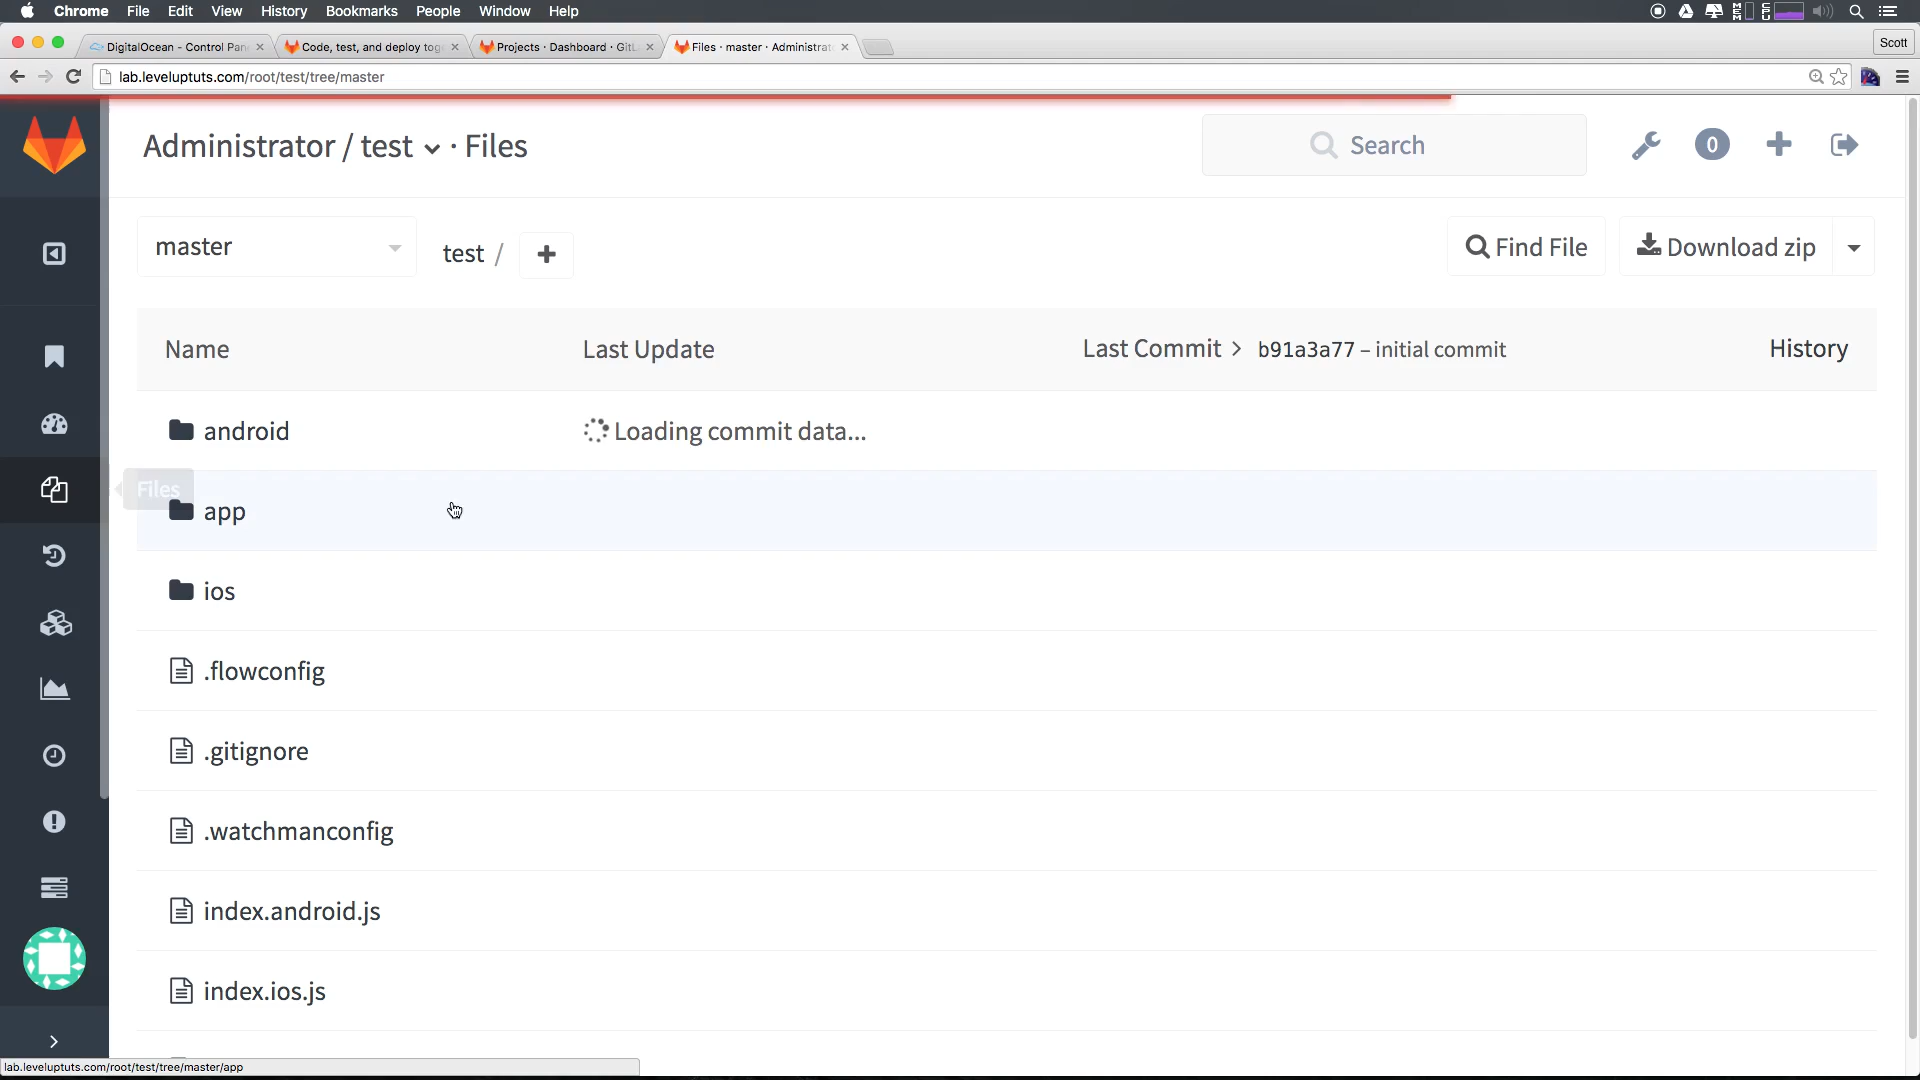 Chrome File Edit View History Bookmarks People Window Help
DigitalOcean - Control Pan Code, test, and deploy tog Projects · Dashboard · GitL Files · master · Administrat Scott
lab.leveluptuts.com/root/test/tree/master
Administrator / test · Files Search 0
master test / + Find File Download zip
Name Last Update Last Commit > b91a3a77 – initial commit History
android Loading commit data...
Files
app
ios
.flowconfig
.gitignore
.watchmanconfig
index.android.js
index.ios.js
lab.leveluptuts.com/root/test/tree/master/app